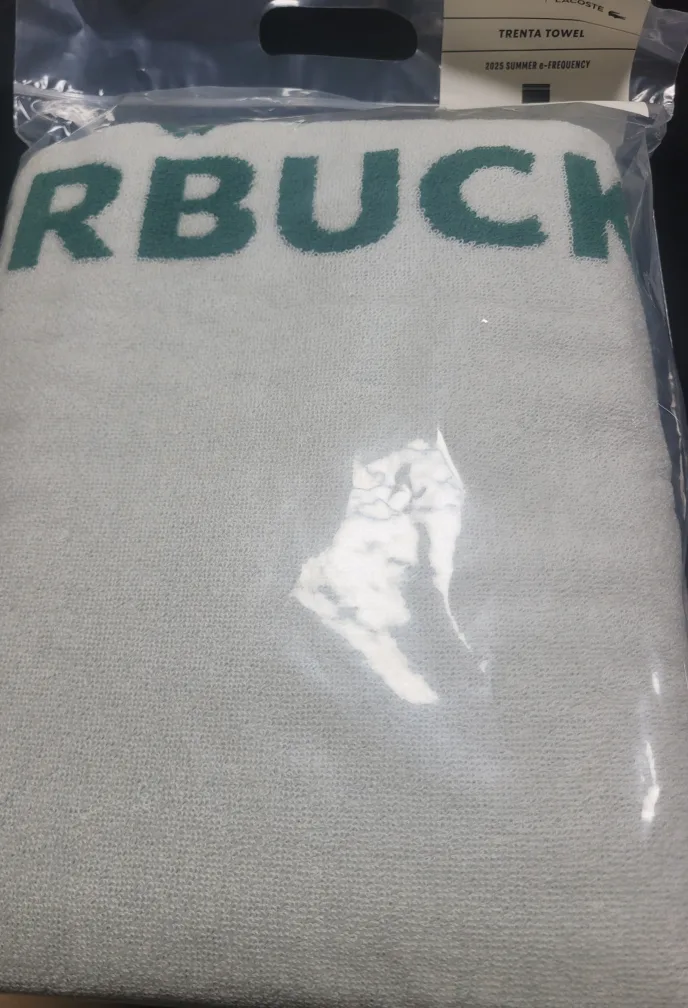 LACOSTE
TRENTA TOWEL
2025 SUMMER e-FREQUENCY
RBUCK